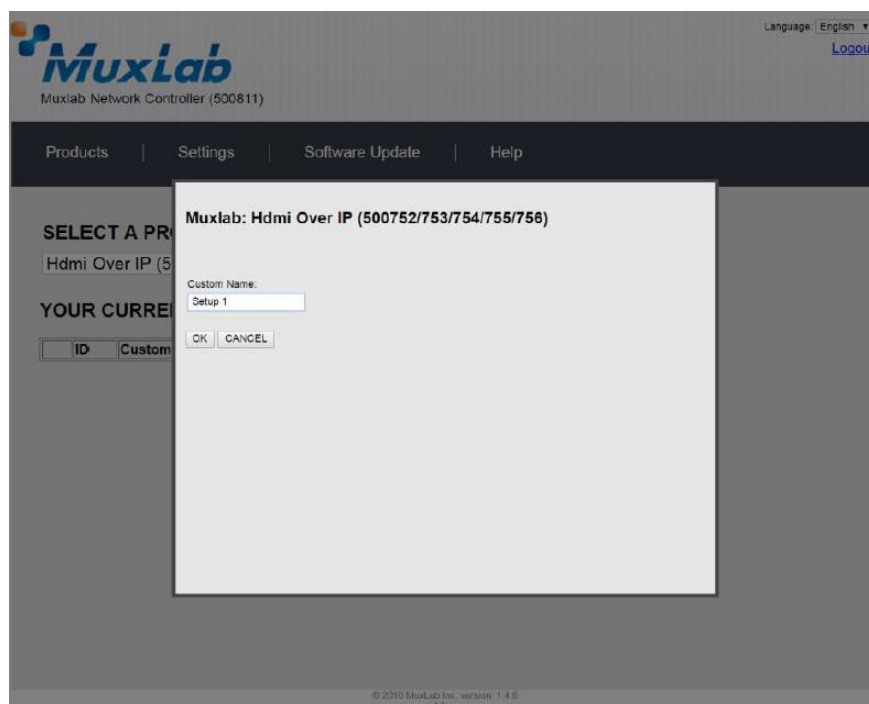 Language: English
Logou
MuxLab
Muxlab Network Controller (500811)
Products | Settings | Software Update | Help
Muxlab: Hdmi Over IP (500752/753/754/755/756)
SELECT A PR
Hdmi Over IP (5
Custom Name:
Setup 1
YOUR CURRE
OK CANCEL
ID Custom
© 2010 MuxLab Inc. version: 1.4.6